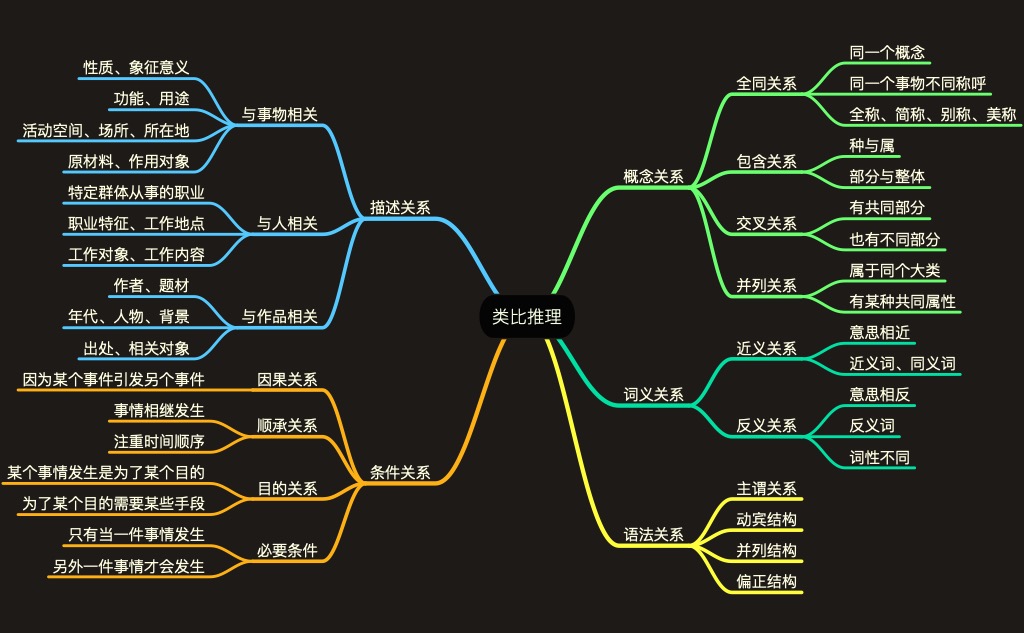 类比推理
描述关系
与事物相关
性质、象征意义
功能、用途
活动空间、场所、所在地
原材料、作用对象
与人相关
特定群体从事的职业
职业特征、工作地点
工作对象、工作内容
与作品相关
作者、题材
年代、人物、背景
出处、相关对象
条件关系
因果关系
因为某个事件引发另个事件
顺承关系
事情相继发生
注重时间顺序
目的关系
某个事情发生是为了某个目的
为了某个目的需要某些手段
必要条件
只有当一件事情发生
另外一件事情才会发生
概念关系
全同关系
同一个概念
同一个事物不同称呼
全称、简称、别称、美称
包含关系
种与属
部分与整体
交叉关系
有共同部分
也有不同部分
并列关系
属于同个大类
有某种共同属性
词义关系
近义关系
意思相近
近义词、同义词
反义关系
意思相反
反义词
词性不同
语法关系
主谓关系
动宾结构
并列结构
偏正结构